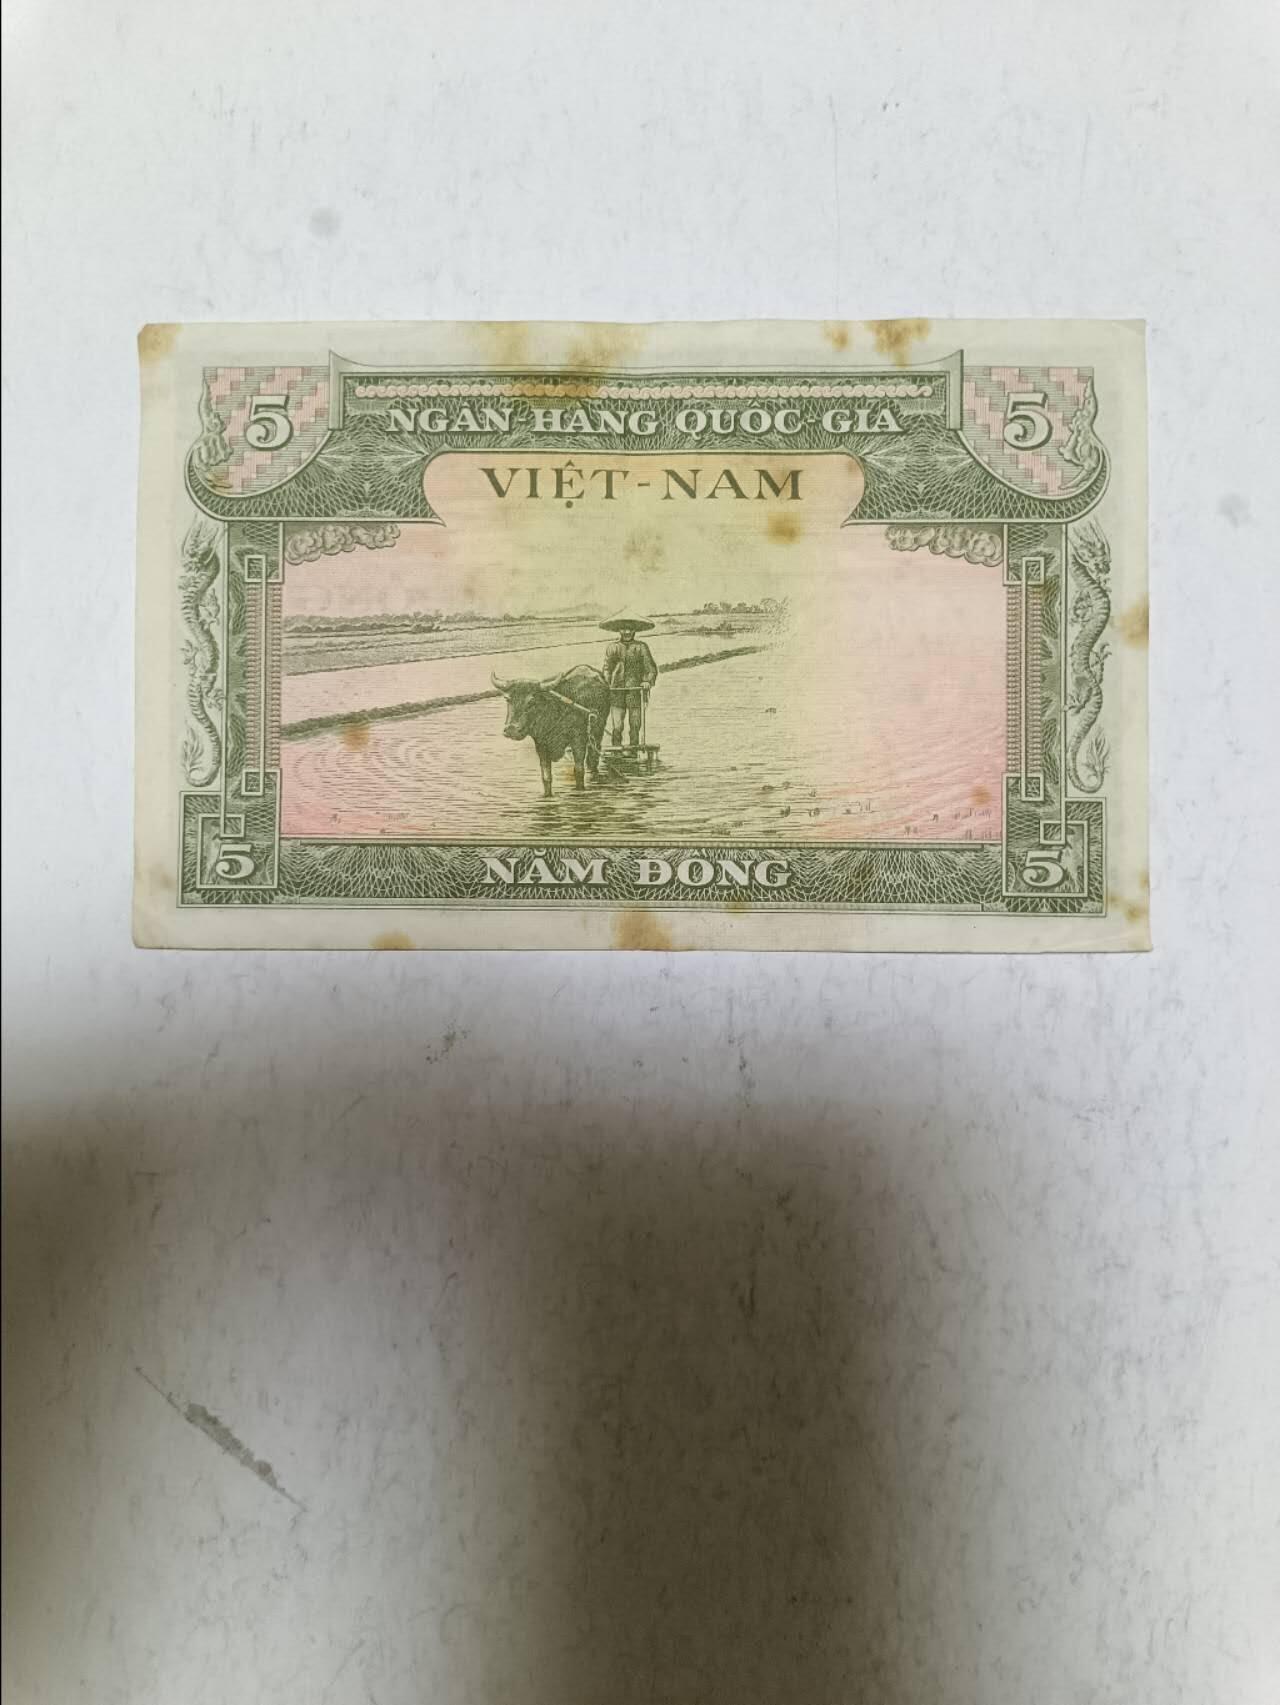 5 NGÂN-HÀNG QUỐC-GIA 5
VIỆT-NAM
5 NĂM ĐỒNG 5